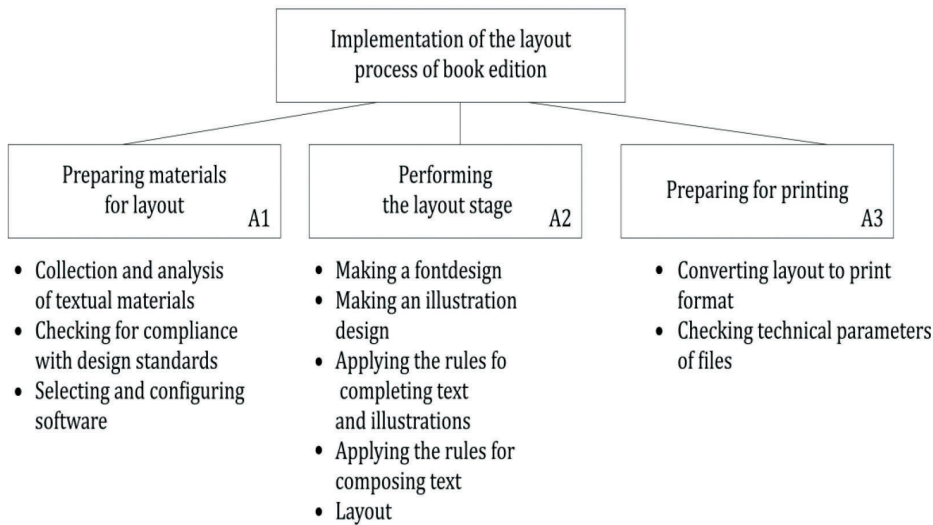 Implementation of the layout
process of book edition
Preparing materials
for layout
A1
• Collection and analysis
of textual materials
• Checking for compliance
with design standards
• Selecting and configuring
software
Performing
the layout stage
A2
• Making a fontdesign
• Making an illustration
design
• Applying the rules fo
completing text
and illustrations
• Applying the rules for
composing text
• Layout
Preparing for printing
A3
• Converting layout to print
format
• Checking technical parameters
of files